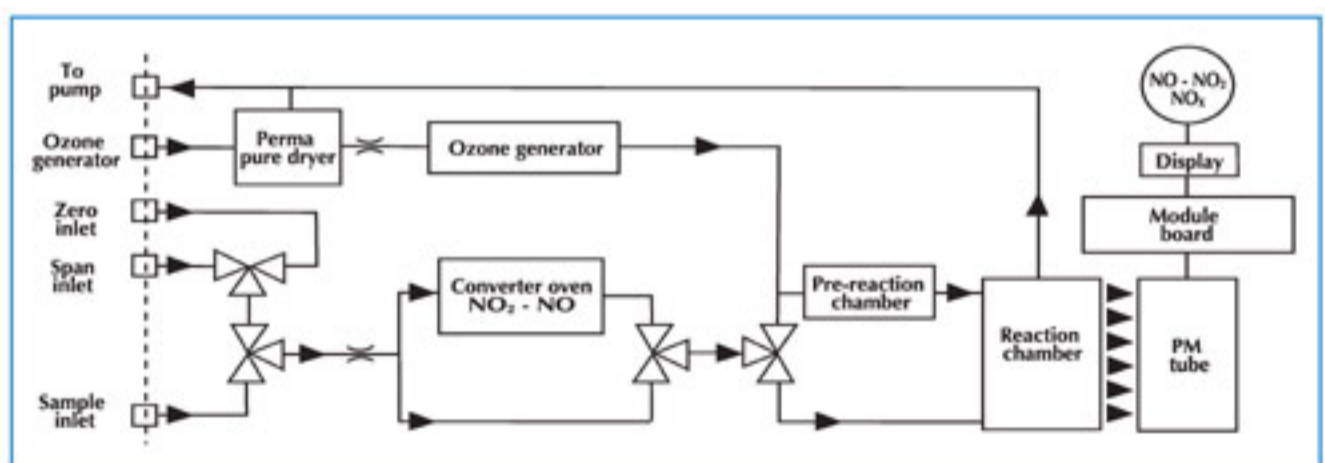 To
pump
Ozone
generator
Zero
inlet
Span
inlet
Sample
inlet
Perma
pure dryer
Ozone generator
Converter oven
NO₂ - NO
Pre-reaction
chamber
Reaction
chamber
PM
tube
Module
board
Display
NO - NO₂
NOₓ